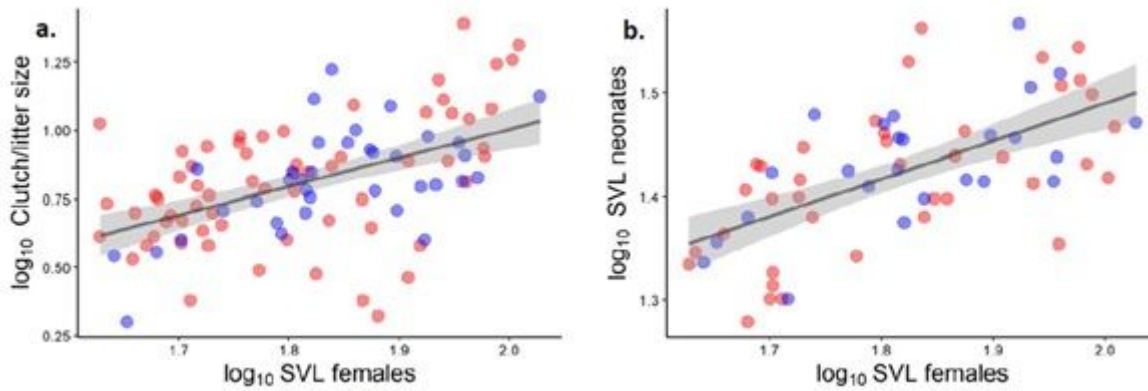 a.
log10 Clutch/litter size
1.25
1.00
0.75
0.50
0.25
1.7 1.8 1.9 2.0
log10 SVL females
b.
log10 SVL neonates
1.5
1.4
1.3
1.7 1.8 1.9 2.0
log10 SVL females